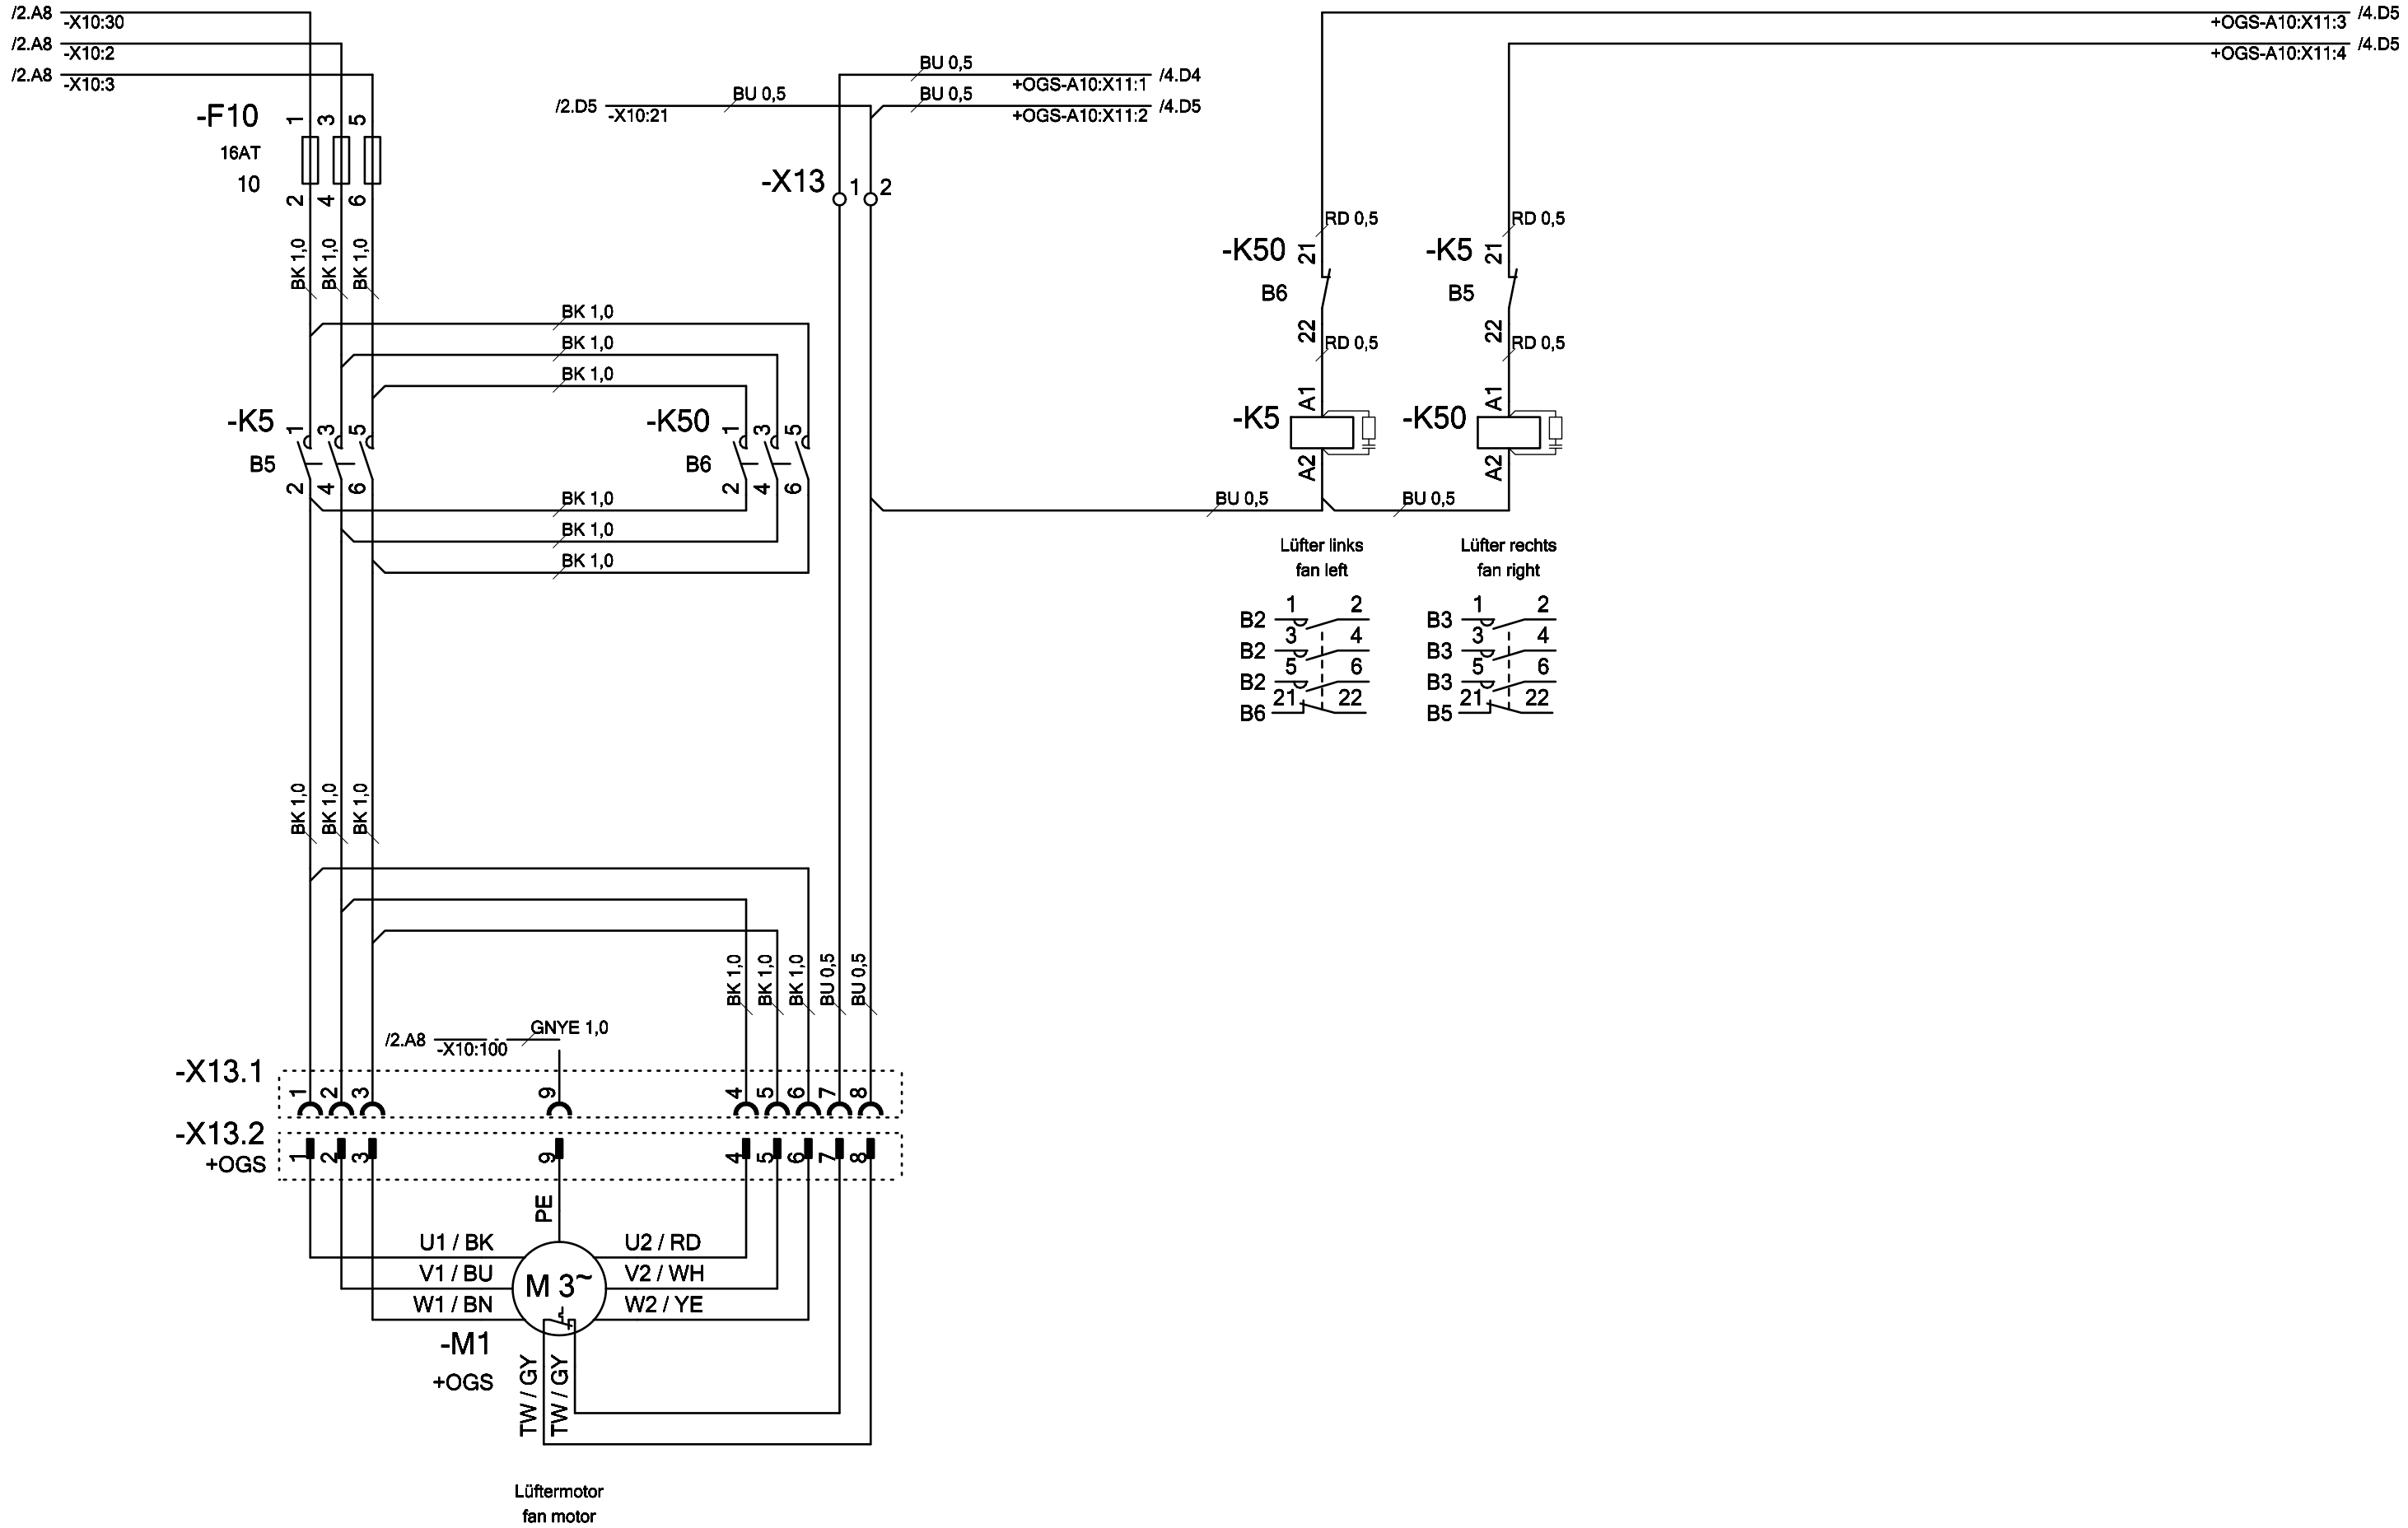 /2.A8 -X10:30
/2.A8 -X10:2
/2.A8 -X10:3
+OGS-A10:X11:3 /4.D5
+OGS-A10:X11:4 /4.D5
BU 0,5
+OGS-A10:X11:1 /4.D4
/2.D5 -X10:21 BU 0,5
BU 0,5
+OGS-A10:X11:2 /4.D5
-F10 1 3 5
16AT
10
2 4 6
-X13 1 2
BK 1,0 BK 1,0 BK 1,0
RD 0,5 RD 0,5
-K50 21 -K5 21
B6 B5
22 22
RD 0,5 RD 0,5
BK 1,0
BK 1,0
BK 1,0
-K5 1 3 5
B5
2 4 6
-K50 1 3 5
B6
2 4 6
A1 A1
-K5 -K50
A2 A2
BK 1,0
BK 1,0
BK 1,0
BU 0,5 BU 0,5
Lüfter links Lüfter rechts
fan left fan right
1 2 1 2
B2 B3
3 4 3 4
B2 B3
5 6 5 6
B2 B3
21 22 21 22
B6 B5
BK 1,0 BK 1,0 BK 1,0
BK 1,0 BK 1,0 BK 1,0 BU 0,5 BU 0,5
/2.A8 -X10:100 GNYE 1,0
-X13.1 1 2 3 9 4 5 6 7 8
-X13.2 1 2 3 9 4 5 6 7 8
+OGS
PE
U1 / BK U2 / RD
V1 / BU M 3~ V2 / WH
W1 / BN W2 / YE
-M1
+OGS
TW / GY TW / GY
Lüftermotor
fan motor